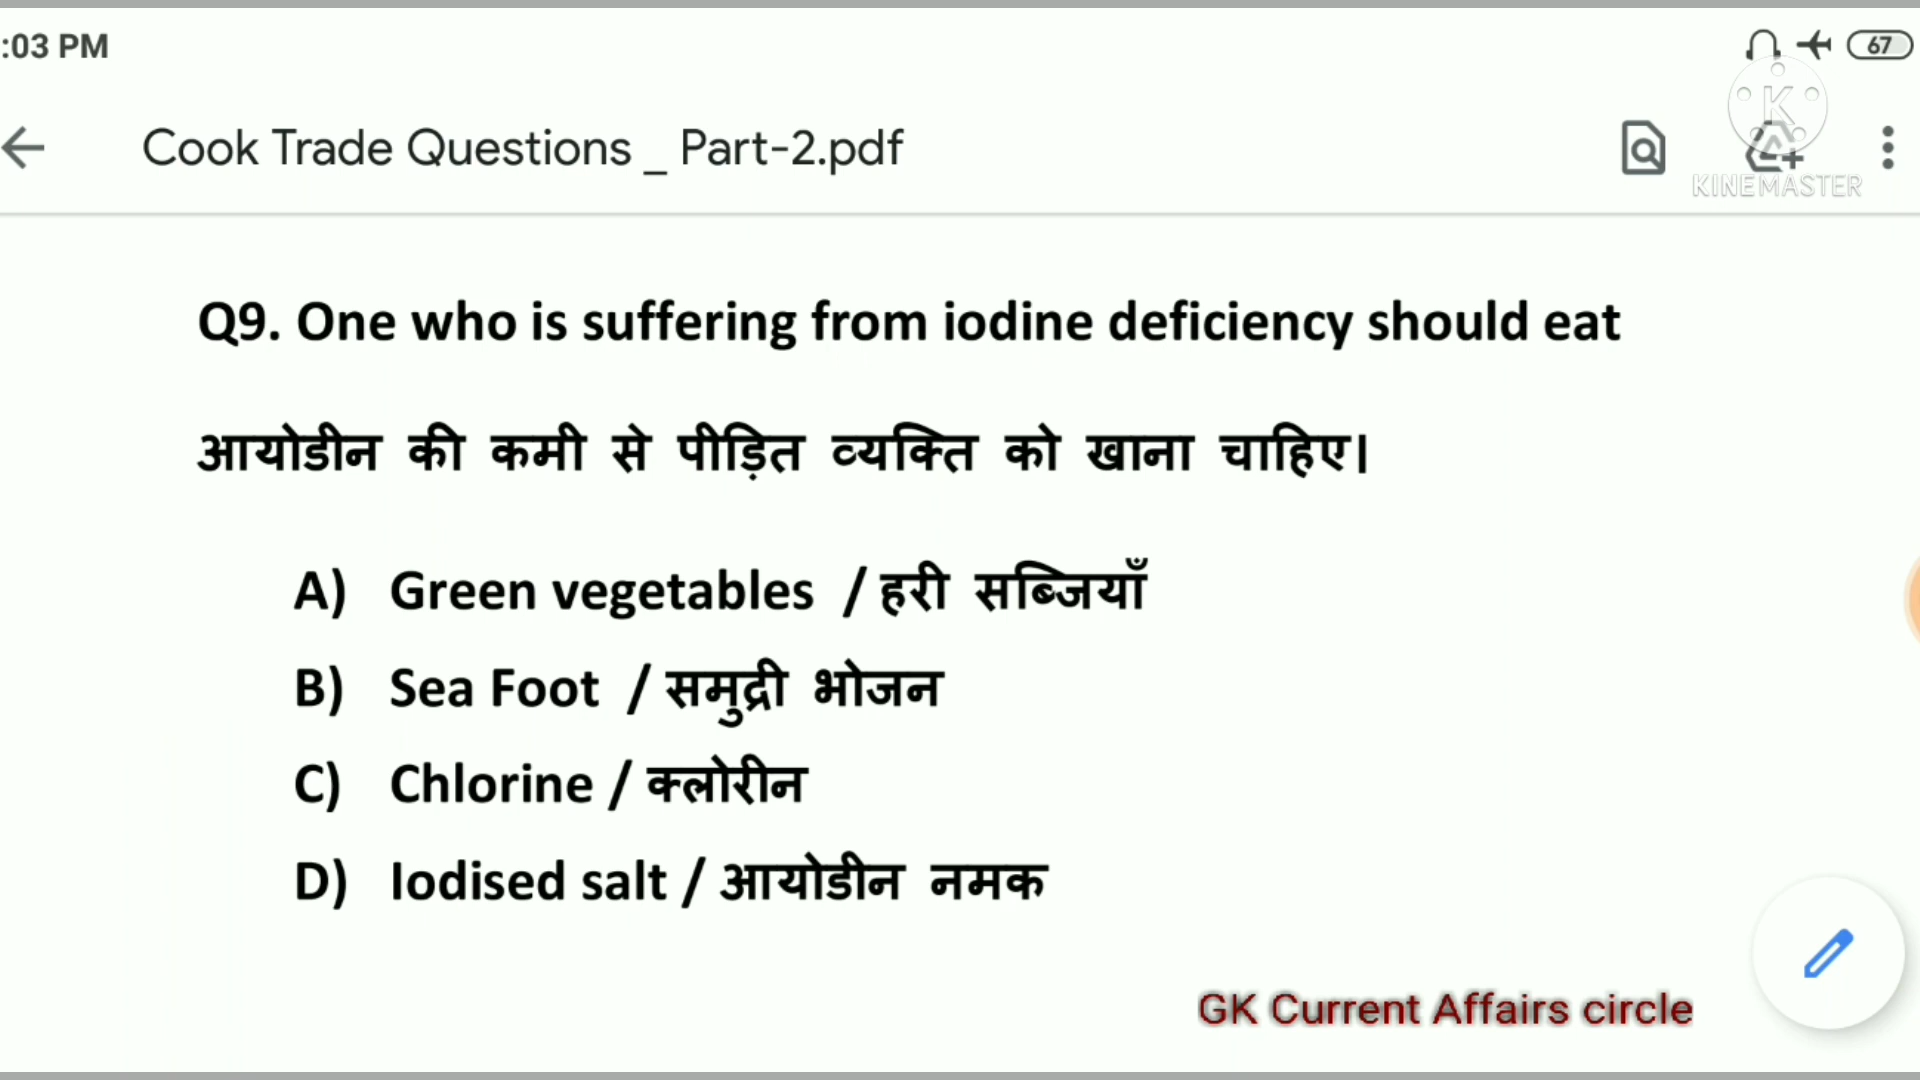 :03 PM
67
Cook Trade Questions _ Part-2.pdf
K
KINEMASTER
Q9. One who is suffering from iodine deficiency should eat
आयोडीन की कमी से पीड़ित व्यक्ति को खाना चाहिए।
A) Green vegetables / हरी सब्जियाँ
B) Sea Foot / समुद्री भोजन
C) Chlorine / क्लोरीन
D) Iodised salt / आयोडीन नमक
GK Current Affairs circle